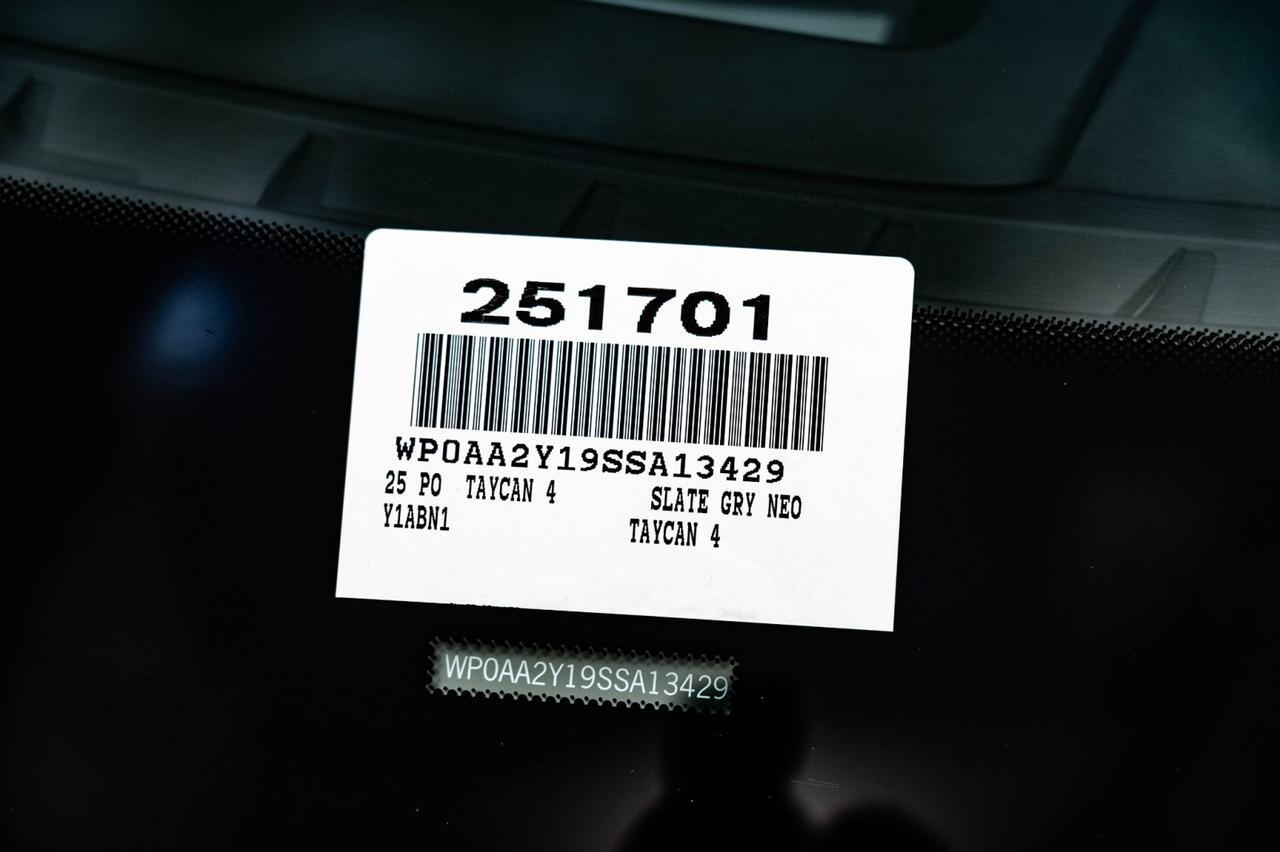 251701
WP0AA2Y19SSA13429
25 PO TAYCAN 4 SLATE GRY NEO
Y1ABN1 TAYCAN 4
WP0AA2Y19SSA13429